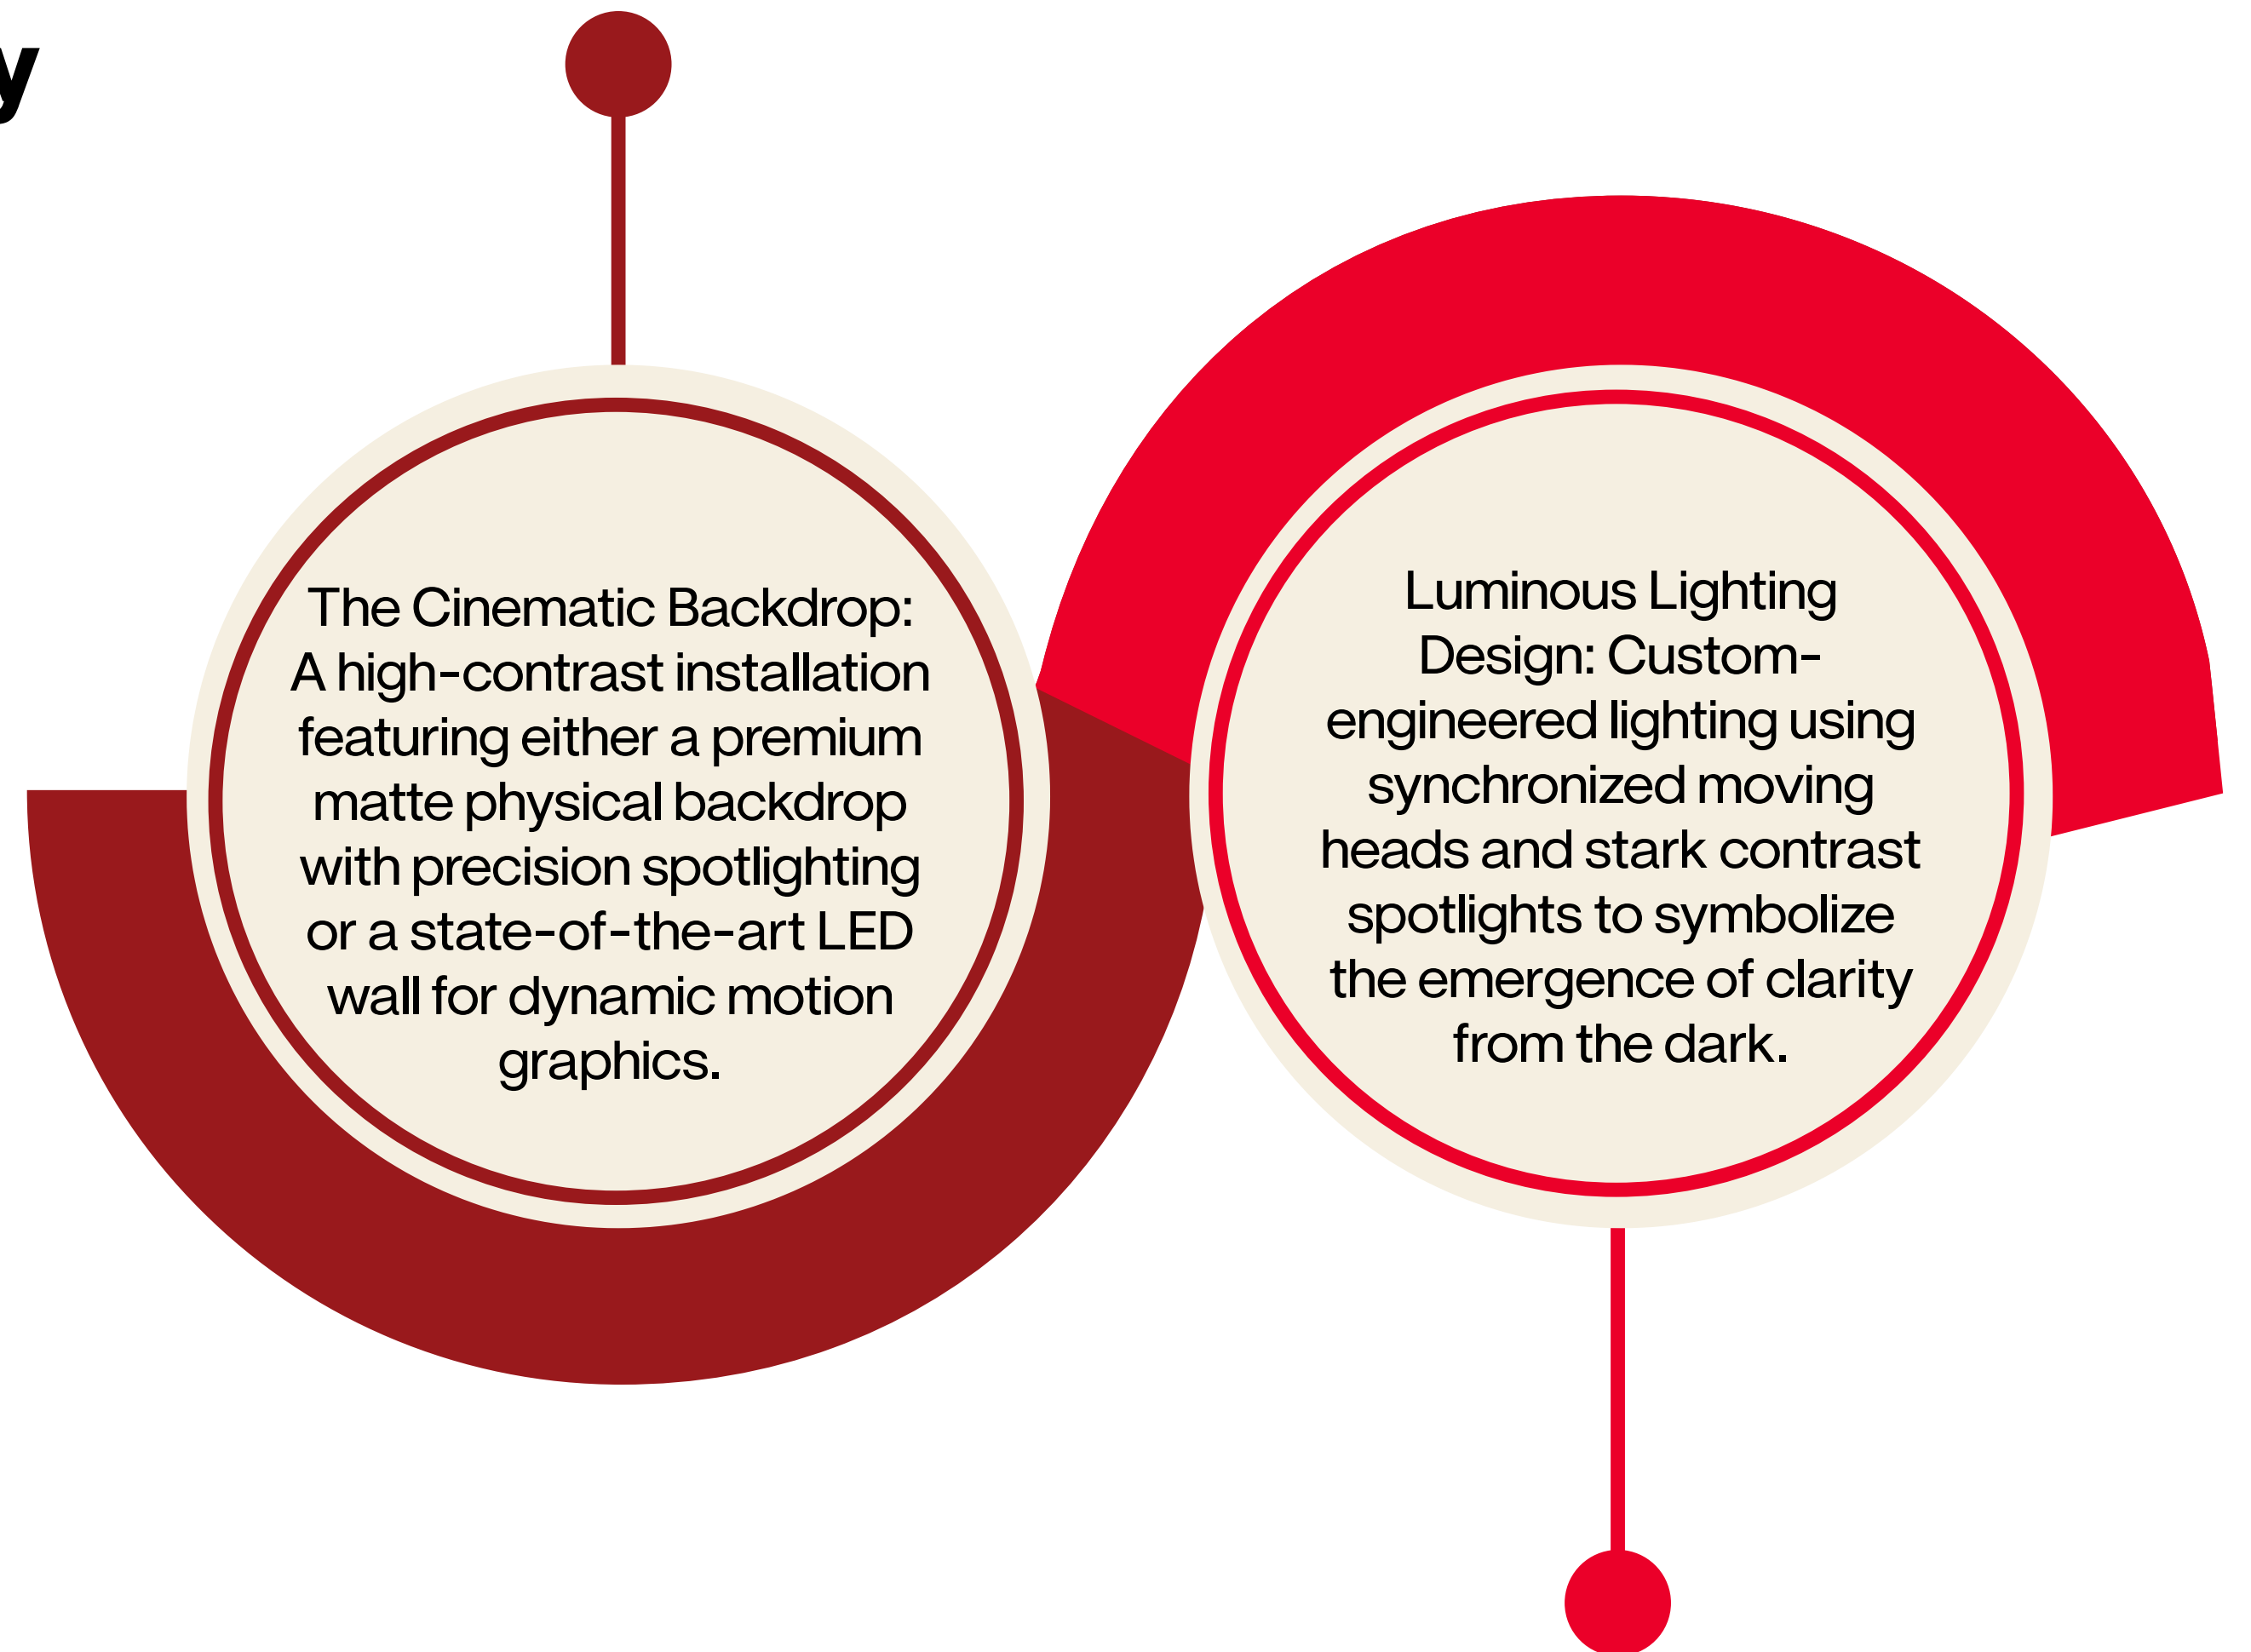 y
The Cinematic Backdrop:
A high-contrast installation
featuring either a premium
matte physical backdrop
with precision spotlighting
or a state-of-the-art LED
wall for dynamic motion
graphics.
Luminous Lighting
Design: Custom-
engineered lighting using
synchronized moving
heads and stark contrast
spotlights to symbolize
the emergence of clarity
from the dark.